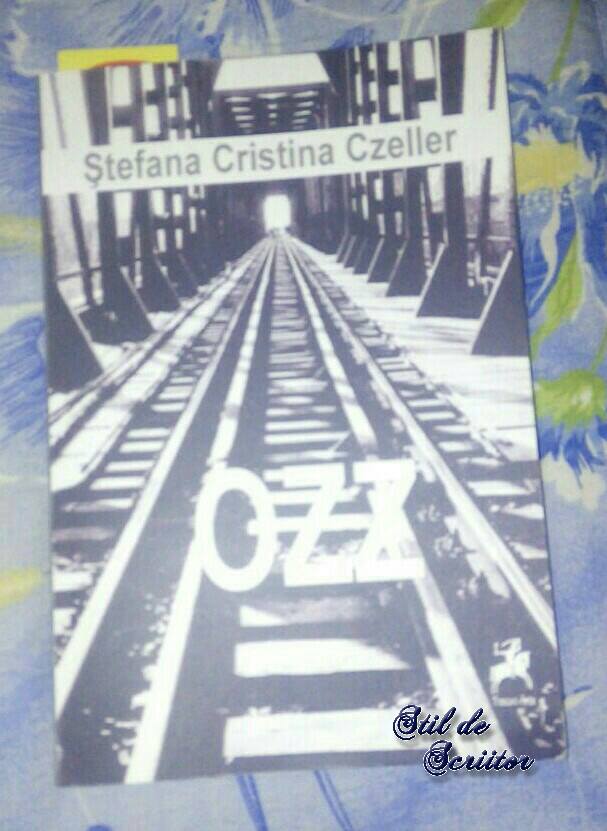 Ştefana Cristina Czeller
OZZ
Stil de
Scriitor